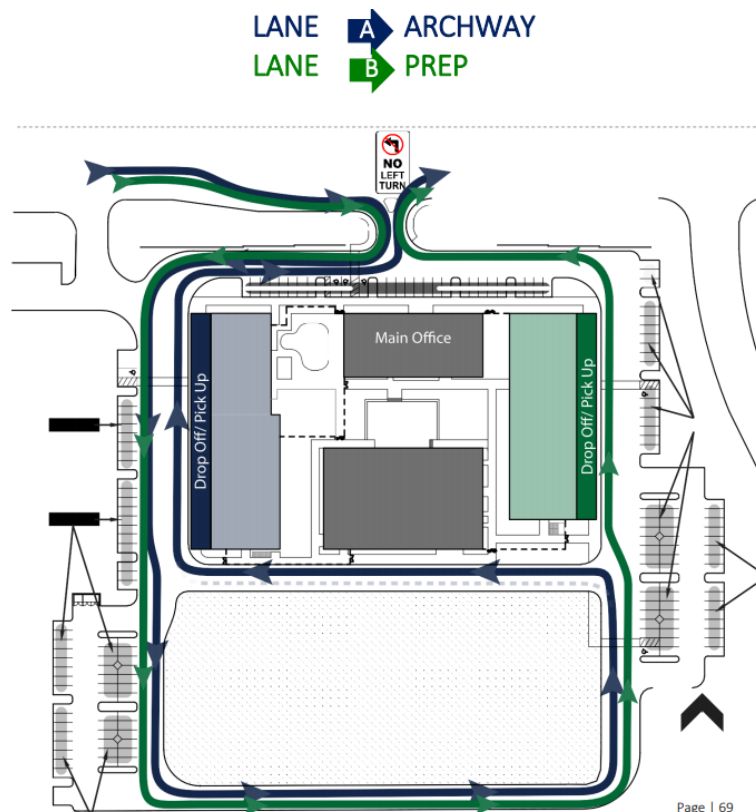 LANE A ARCHWAY
LANE B PREP
NO
LEFT
TURN
Main Office
Drop Off/ Pick Up
Drop Off/ Pick Up
Page | 69